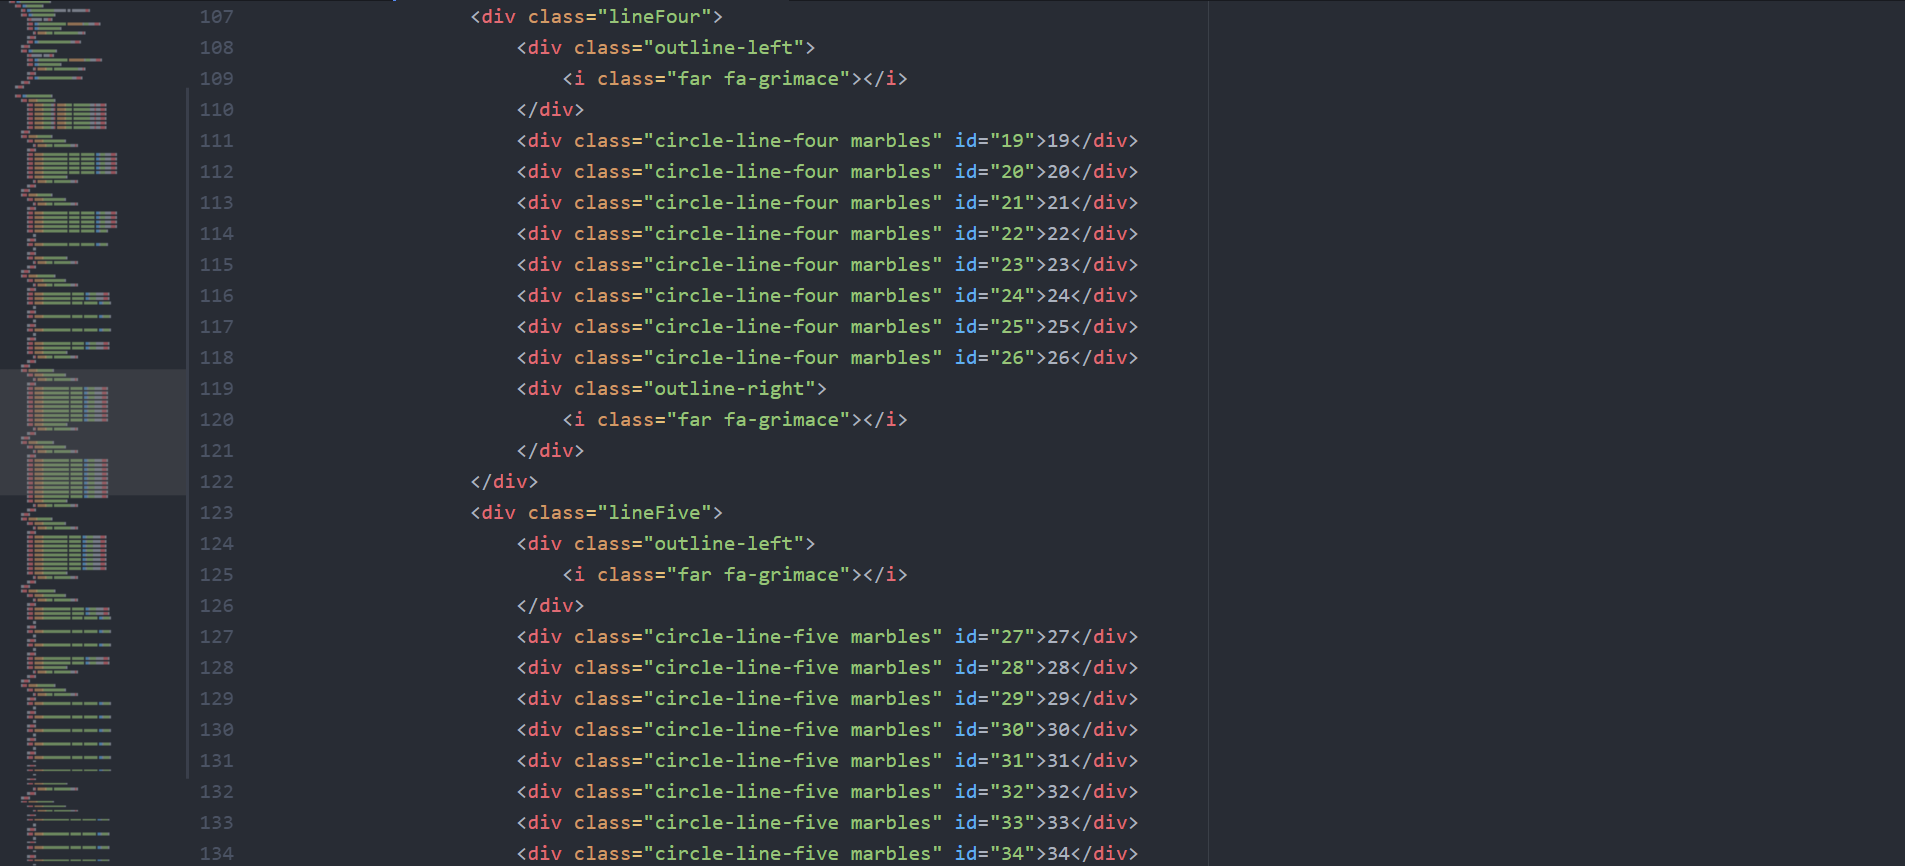 107 <div class="lineFour">
108 <div class="outline-left">
109 <i class="far fa-grimace"></i>
110 </div>
111 <div class="circle-line-four marbles" id="19">19</div>
112 <div class="circle-line-four marbles" id="20">20</div>
113 <div class="circle-line-four marbles" id="21">21</div>
114 <div class="circle-line-four marbles" id="22">22</div>
115 <div class="circle-line-four marbles" id="23">23</div>
116 <div class="circle-line-four marbles" id="24">24</div>
117 <div class="circle-line-four marbles" id="25">25</div>
118 <div class="circle-line-four marbles" id="26">26</div>
119 <div class="outline-right">
120 <i class="far fa-grimace"></i>
121 </div>
122 </div>
123 <div class="lineFive">
124 <div class="outline-left">
125 <i class="far fa-grimace"></i>
126 </div>
127 <div class="circle-line-five marbles" id="27">27</div>
128 <div class="circle-line-five marbles" id="28">28</div>
129 <div class="circle-line-five marbles" id="29">29</div>
130 <div class="circle-line-five marbles" id="30">30</div>
131 <div class="circle-line-five marbles" id="31">31</div>
132 <div class="circle-line-five marbles" id="32">32</div>
133 <div class="circle-line-five marbles" id="33">33</div>
134 <div class="circle-line-five marbles" id="34">34</div>